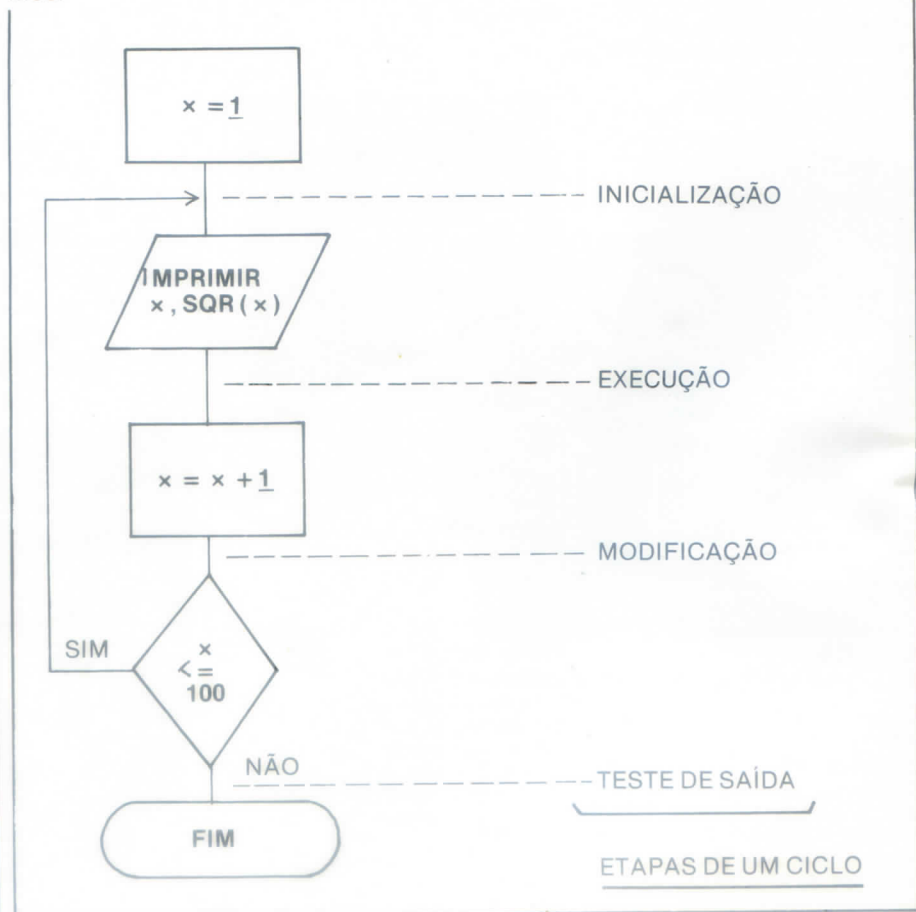 x = 1
INICIALIZAÇÃO
IMPRIMIR
x, SQR (x)
EXECUÇÃO
x = x + 1
MODIFICAÇÃO
SIM
x
<=
100
NÃO
TESTE DE SAÍDA
FIM
ETAPAS DE UM CICLO